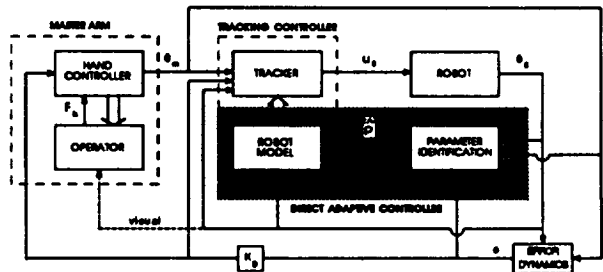 MASTER ARM
TRACKING CONTROLLER
HAND
CONTROLLER
θm
TRACKER
us
ROBOT
θs
Fh
OPERATOR
ROBOT
MODEL
PARAMETER
IDENTIFICATION
DIRECT ADAPTIVE CONTROLLER
visual
e
ERROR
DYNAMICS